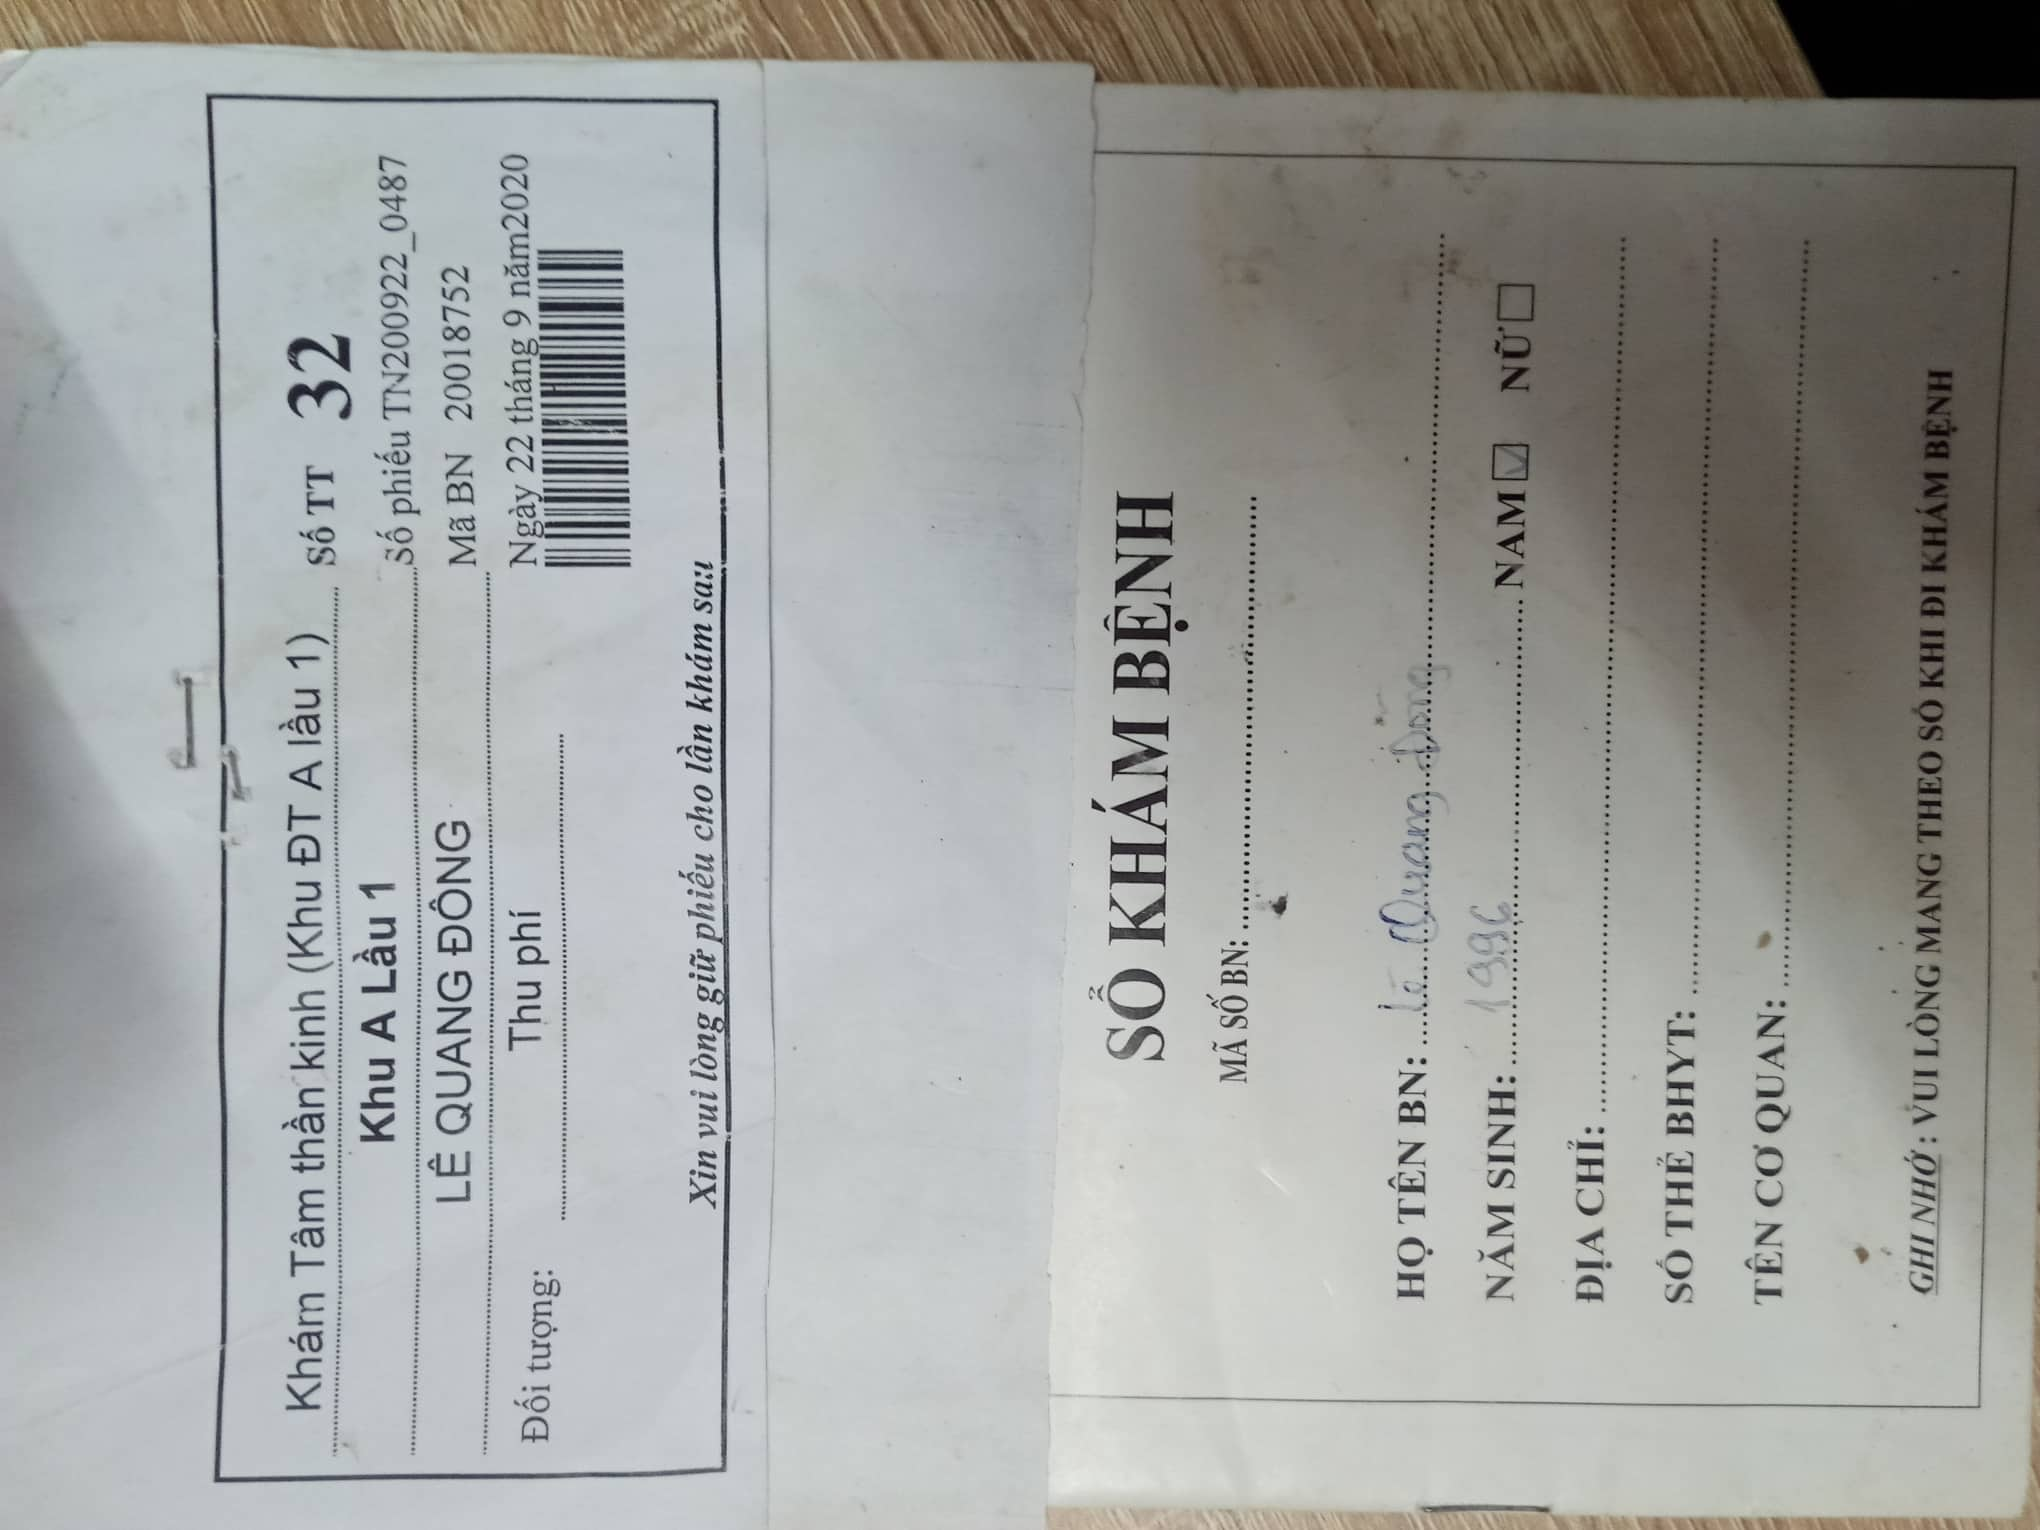 Khám Tâm thần kinh (Khu ĐT A lầu 1) Số TT 32
Khu A Lầu 1 Số phiếu TN200922_0487
LÊ QUANG ĐÔNG Mã BN 20018752
Đối tượng: Thu phí Ngày 22 tháng 9 năm2020
Xin vui lòng giữ phiếu cho lần khám sau
SỔ KHÁM BỆNH
MÃ SỐ BN:
HỌ TÊN BN: Lê Quang Đông
NĂM SINH: 1996 NAM ☑ NỮ ☐
ĐỊA CHỈ:
SỐ THẺ BHYT:
TÊN CƠ QUAN:
GHI NHỚ : VUI LÒNG MANG THEO SỔ KHI ĐI KHÁM BỆNH